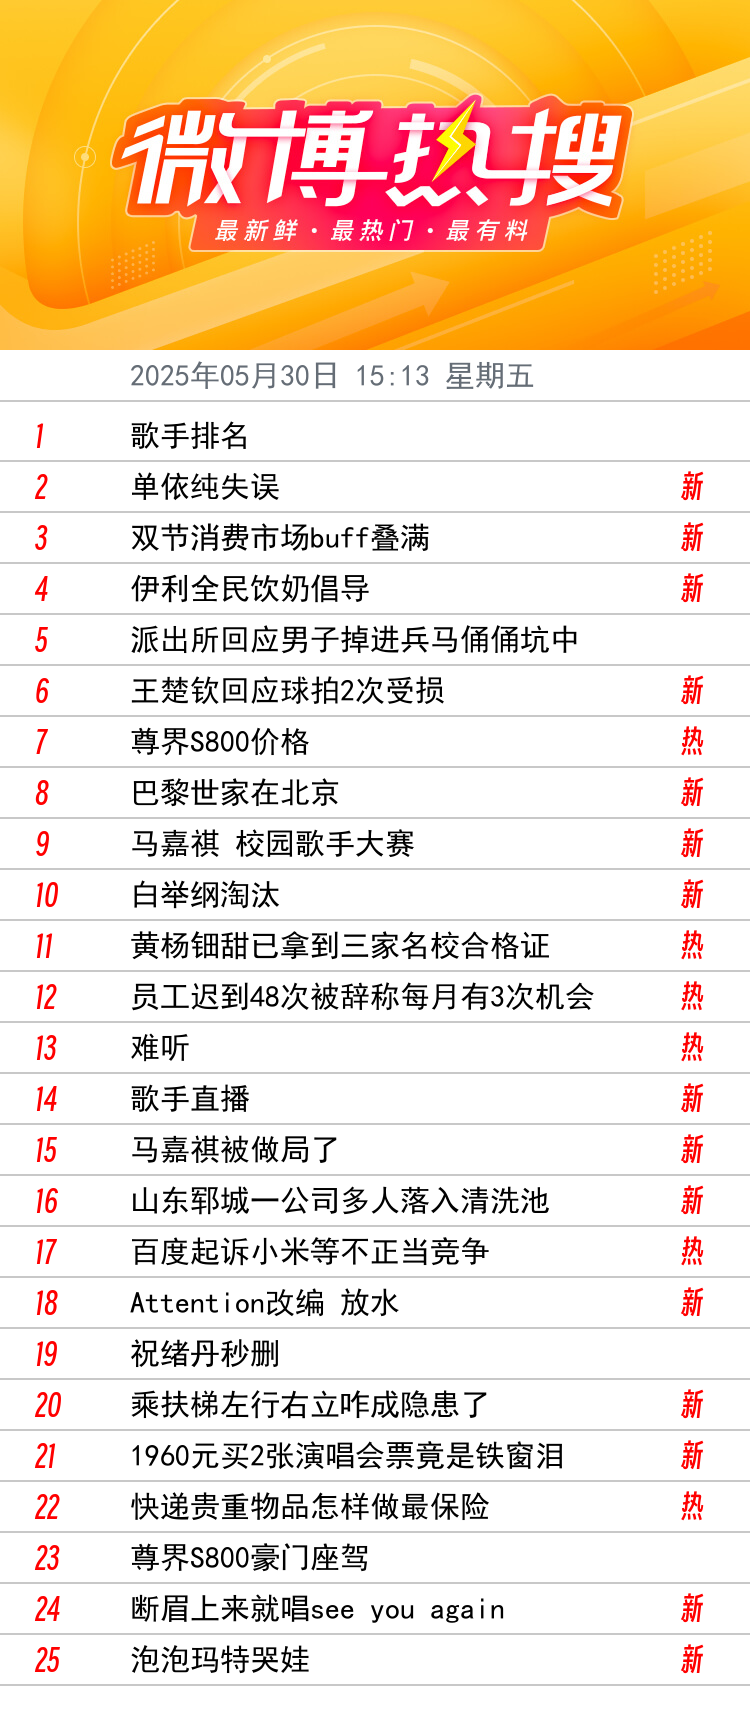 微博热搜
最新鲜·最热门·最有料
2025年05月30日 15:13 星期五
1 歌手排名
2 单依纯失误 新
3 双节消费市场buff叠满 新
4 伊利全民饮奶倡导 新
5 派出所回应男子掉进兵马俑俑坑中
6 王楚钦回应球拍2次受损 新
7 尊界S800价格 热
8 巴黎世家在北京 新
9 马嘉祺 校园歌手大赛 新
10 白举纲淘汰 新
11 黄杨钿甜已拿到三家名校合格证 热
12 员工迟到48次被辞称每月有3次机会 热
13 难听 热
14 歌手直播 新
15 马嘉祺被做局了 新
16 山东郓城一公司多人落入清洗池 新
17 百度起诉小米等不正当竞争 热
18 Attention改编 放水 新
19 祝绪丹秒删
20 乘扶梯左行右立咋成隐患了 新
21 1960元买2张演唱会票竟是铁窗泪 新
22 快递贵重物品怎样做最保险 热
23 尊界S800豪门座驾
24 断眉上来就唱see you again 新
25 泡泡玛特哭娃 新